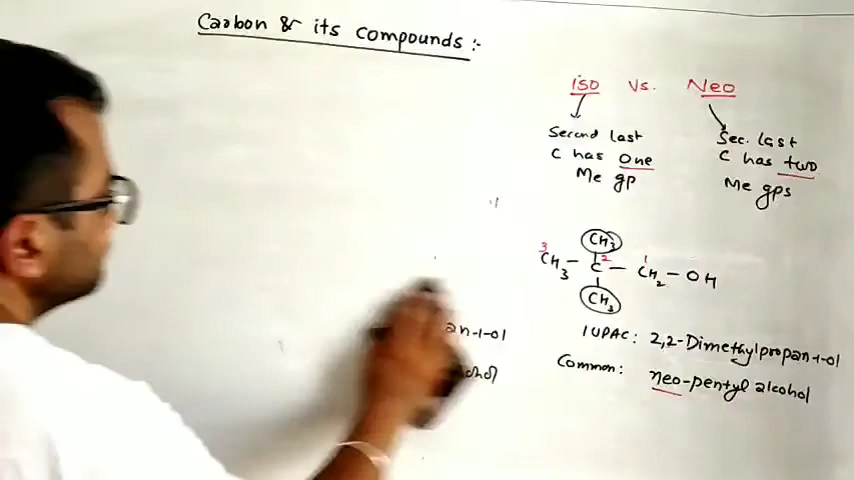 Carbon & its compounds :-
iso Vs. Neo
Second last
C has One
Me gp
Sec. last
C has two
Me gps
CH3
3 2 1
CH3 - C - CH2 - OH
CH3
an-1-ol
IUPAC: 2,2-Dimethylpropan-1-ol
ohol
Common: neo-pentyl alcohol